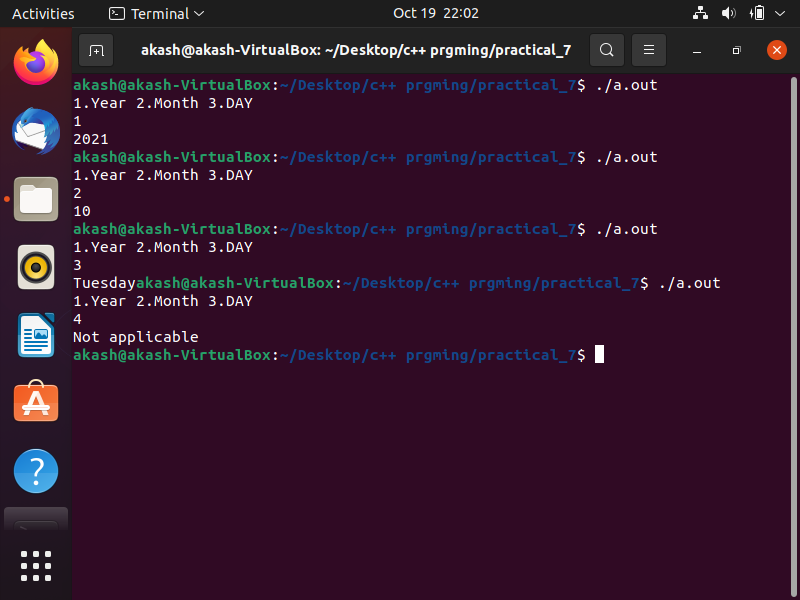 Activities Terminal Oct 19 22:02
akash@akash-VirtualBox: ~/Desktop/c++ prgming/practical_7
akash@akash-VirtualBox:~/Desktop/c++ prgming/practical_7$ ./a.out
1.Year 2.Month 3.DAY
1
2021
akash@akash-VirtualBox:~/Desktop/c++ prgming/practical_7$ ./a.out
1.Year 2.Month 3.DAY
2
10
akash@akash-VirtualBox:~/Desktop/c++ prgming/practical_7$ ./a.out
1.Year 2.Month 3.DAY
3
Tuesdayakash@akash-VirtualBox:~/Desktop/c++ prgming/practical_7$ ./a.out
1.Year 2.Month 3.DAY
4
Not applicable
akash@akash-VirtualBox:~/Desktop/c++ prgming/practical_7$